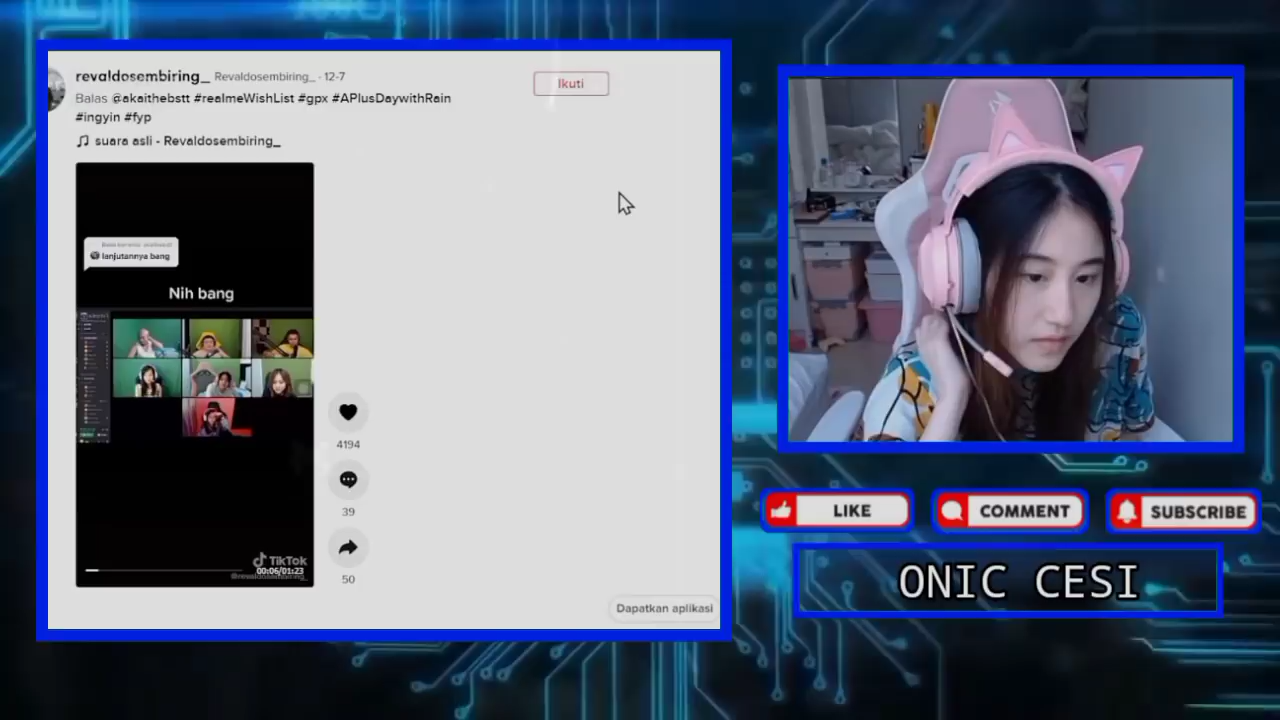 revaldosembiring_ Revaldosembiring_ · 12-7
Ikuti
Balas @akaithebstt #realmeWishList #gpx #APlusDaywithRain
#ingyin #fyp
suara asli - Revaldosembiring_
lanjutannya bang
Nih bang
4194
39
50
TikTok
00:06/01:23
@revaldosembiring_
Dapatkan aplikasi
LIKE
COMMENT
SUBSCRIBE
ONIC CESI